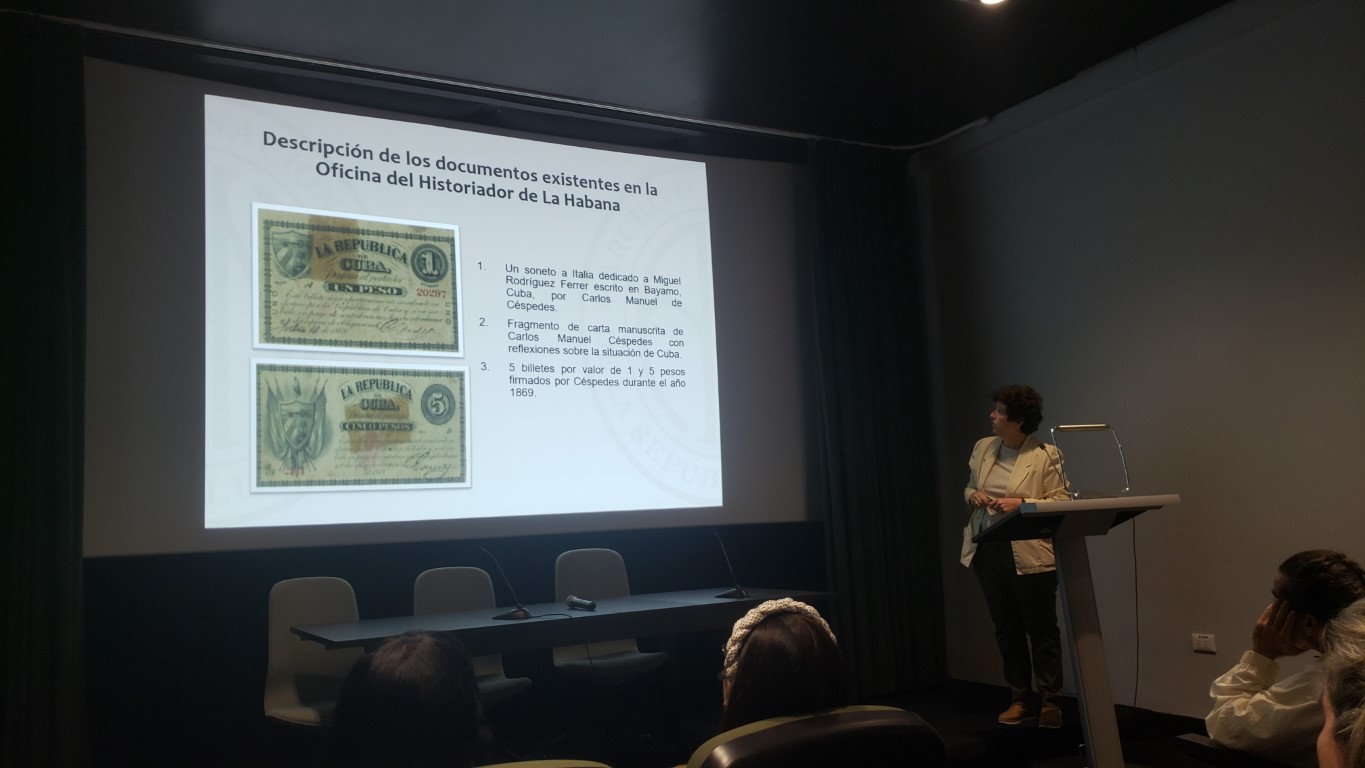 Descripción de los documentos existentes en la
Oficina del Historiador de La Habana
LA REPUBLICA
DE
CUBA,
1
UN PESO
20297
LA REPUBLICA
DE
CUBA,
5
CINCO PESOS
1. Un soneto a Italia dedicado a Miguel
Rodríguez Ferrer escrito en Bayamo,
Cuba, por Carlos Manuel de
Céspedes.
2. Fragmento de carta manuscrita de
Carlos Manuel Céspedes con
reflexiones sobre la situación de Cuba.
3. 5 billetes por valor de 1 y 5 pesos
firmados por Céspedes durante el año
1869.